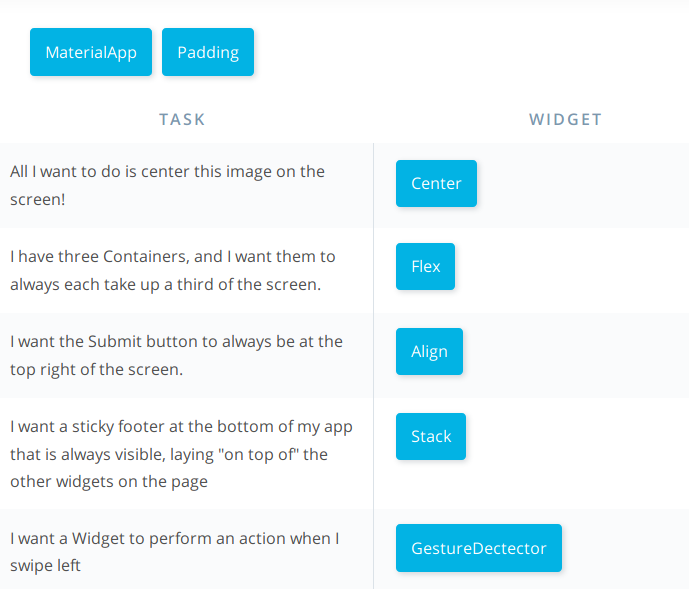 MaterialApp Padding
TASK WIDGET
All I want to do is center this image on the
screen!
Center
I have three Containers, and I want them to
always each take up a third of the screen.
Flex
I want the Submit button to always be at the
top right of the screen.
Align
I want a sticky footer at the bottom of my app
that is always visible, laying "on top of" the
other widgets on the page
Stack
I want a Widget to perform an action when I
swipe left
GestureDectector